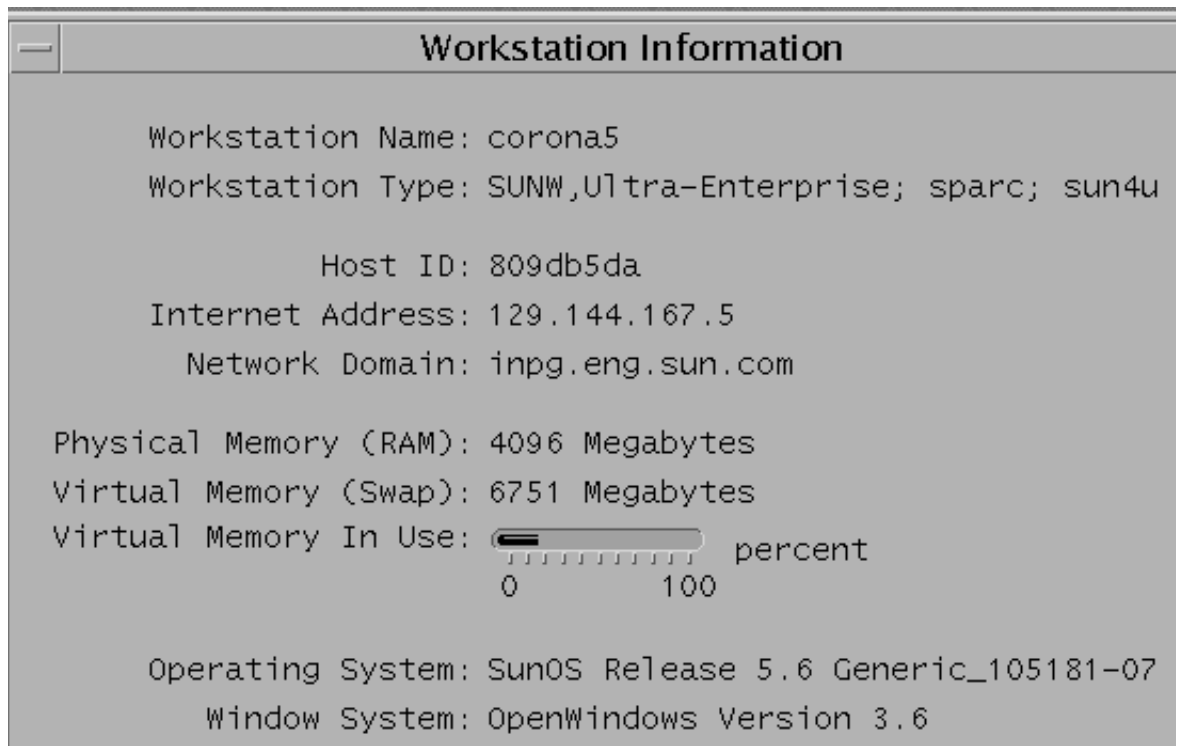 Workstation Information
Workstation Name: corona5
Workstation Type: SUNW,Ultra-Enterprise; sparc; sun4u
Host ID: 809db5da
Internet Address: 129.144.167.5
Network Domain: inpg.eng.sun.com
Physical Memory (RAM): 4096 Megabytes
Virtual Memory (Swap): 6751 Megabytes
Virtual Memory In Use: percent
0 100
Operating System: SunOS Release 5.6 Generic_105181-07
Window System: OpenWindows Version 3.6